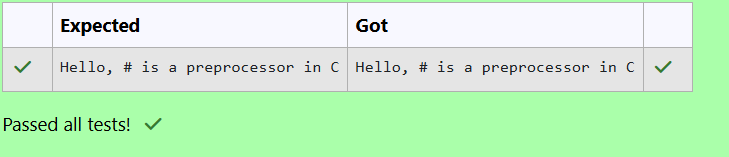 Expected Got
Hello, # is a preprocessor in C Hello, # is a preprocessor in C
Passed all tests!